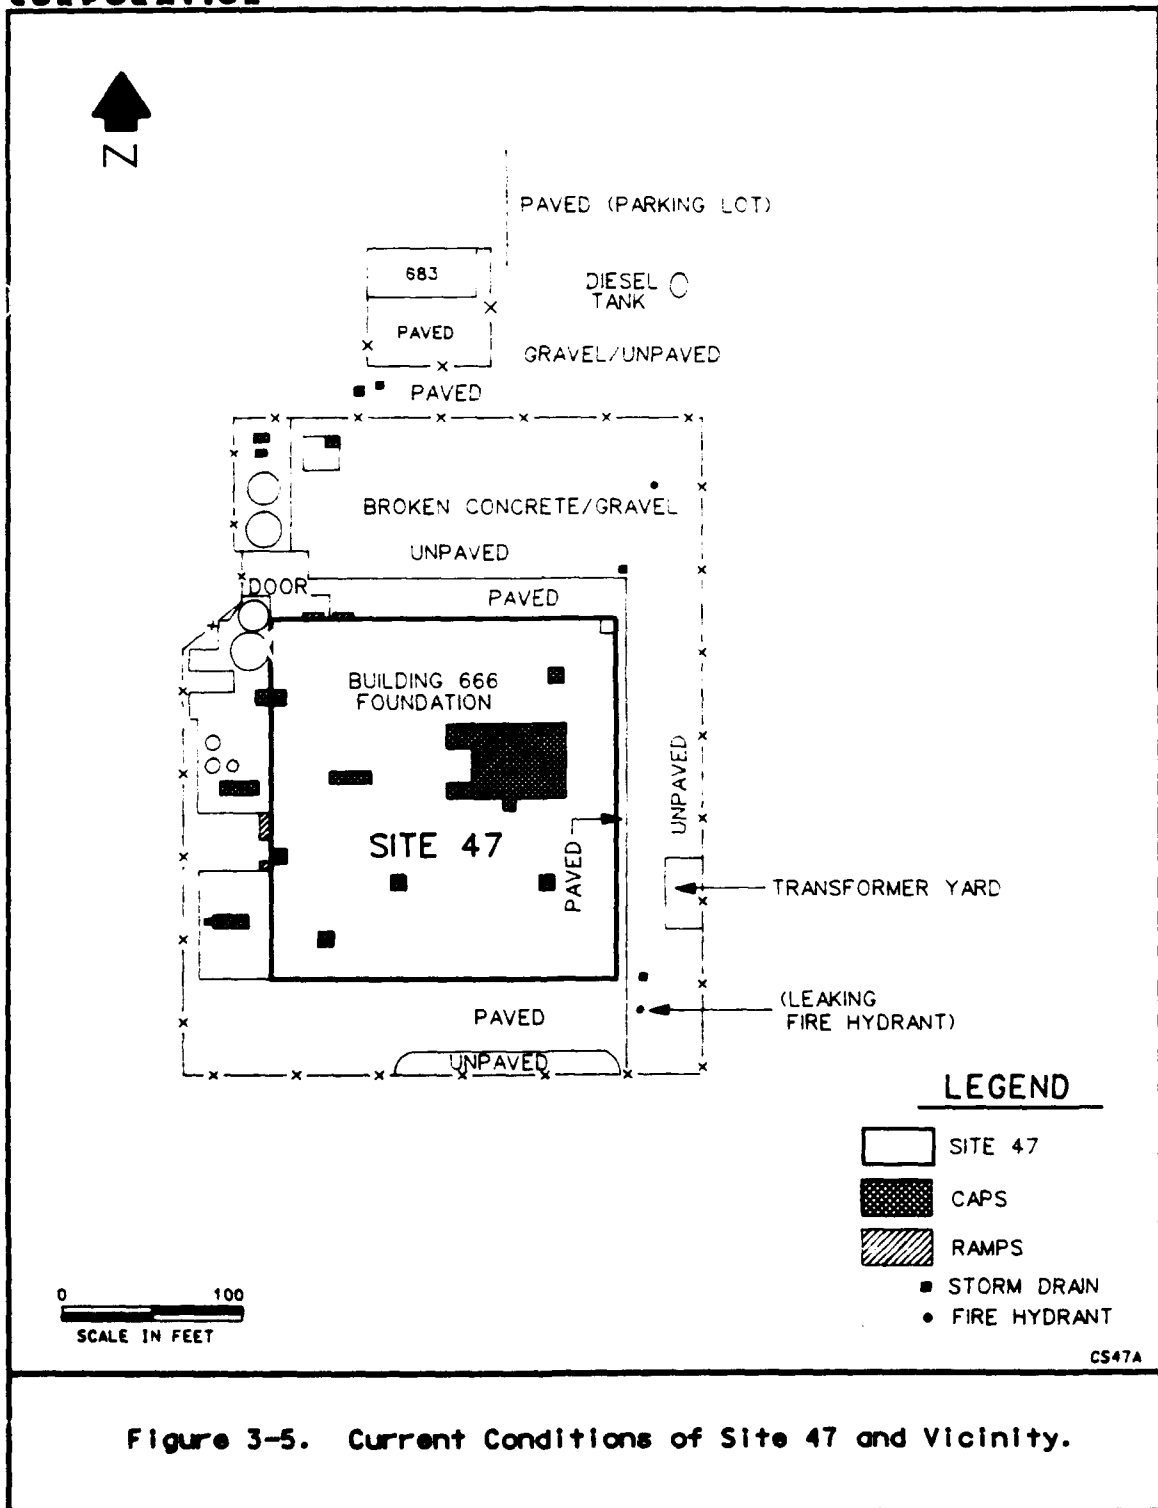 N
PAVED (PARKING LOT)
683
DIESEL
TANK
PAVED
GRAVEL/UNPAVED
PAVED
BROKEN CONCRETE/GRAVEL
UNPAVED
DOOR
PAVED
BUILDING 666
FOUNDATION
UNPAVED
SITE 47
PAVED
TRANSFORMER YARD
(LEAKING
FIRE HYDRANT)
PAVED
UNPAVED
LEGEND
SITE 47
CAPS
RAMPS
STORM DRAIN
FIRE HYDRANT
0 100
SCALE IN FEET
CS47A
Figure 3-5. Current Conditions of Site 47 and Vicinity.